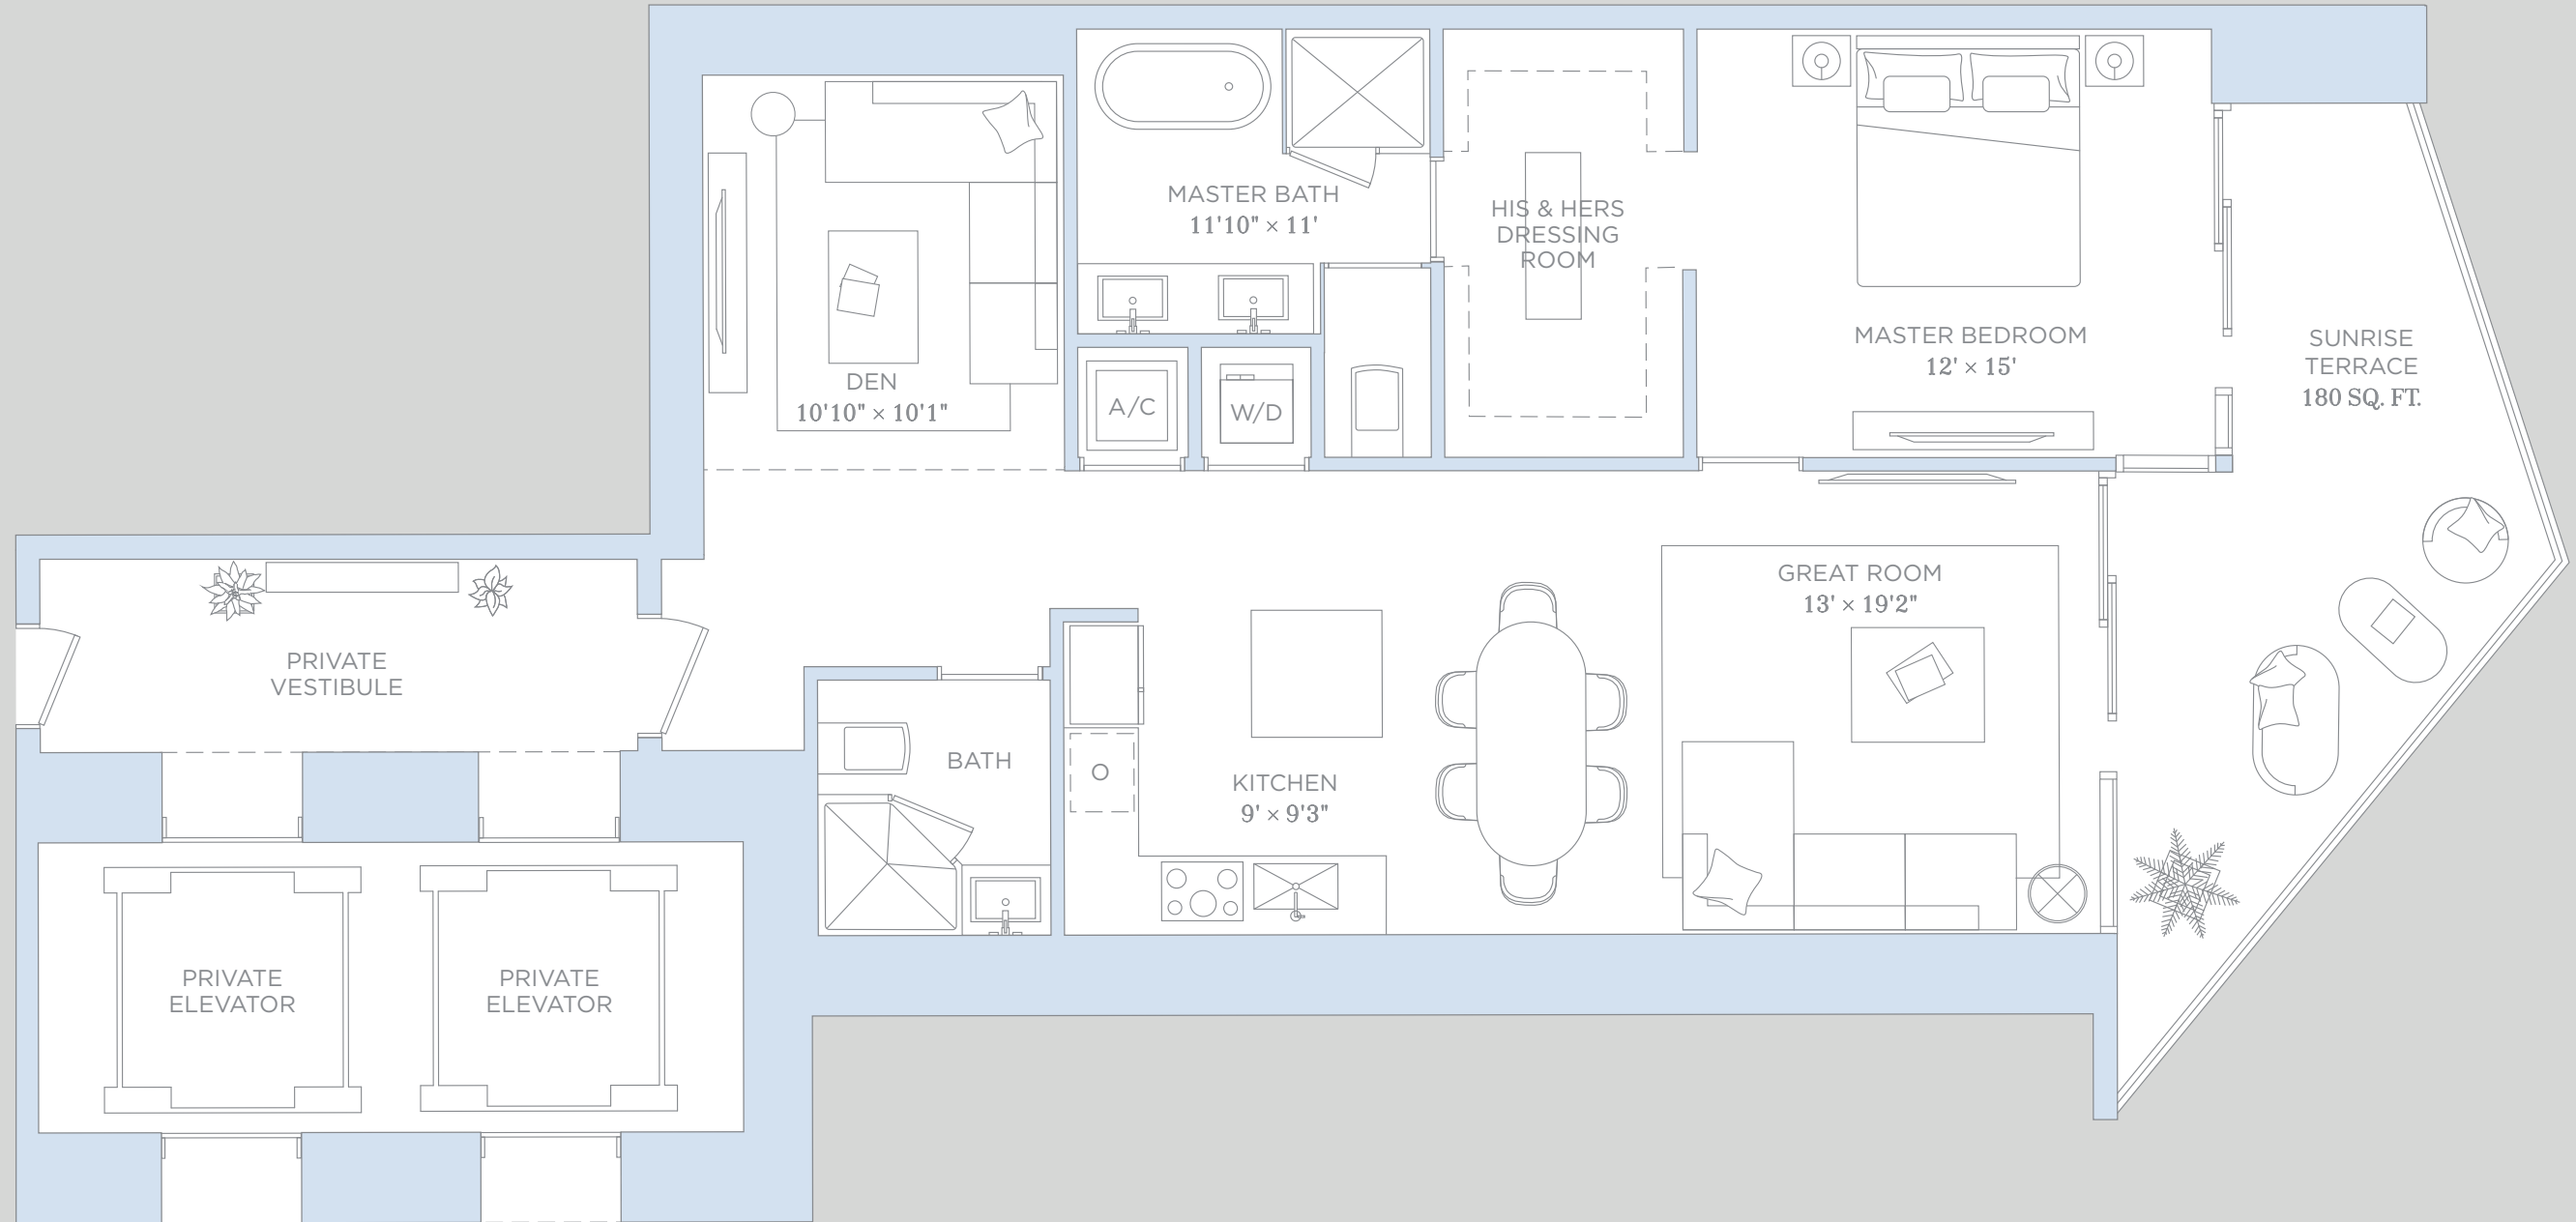 MASTER BATH
11'10" × 11'
HIS & HERS
DRESSING
ROOM
MASTER BEDROOM
12' × 15'
SUNRISE
TERRACE
180 SQ. FT.
DEN
10'10" × 10'1"
A/C
W/D
GREAT ROOM
13' × 19'2"
PRIVATE
VESTIBULE
BATH
KITCHEN
9' × 9'3"
PRIVATE
ELEVATOR
PRIVATE
ELEVATOR